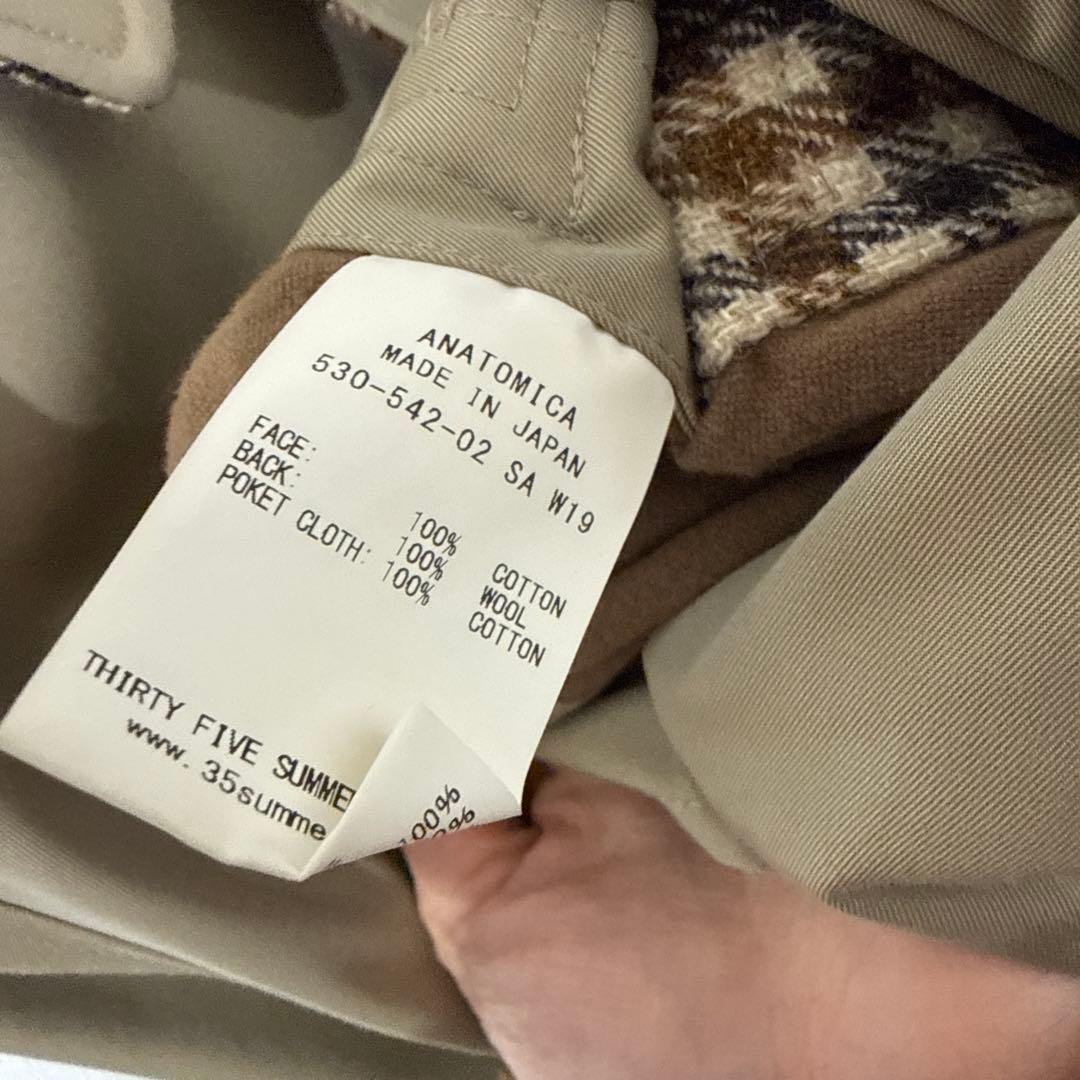 ANATOMICA
MADE IN JAPAN
530-542-02 SA W19
FACE: 100% COTTON
BACK: 100% WOOL
POKET CLOTH: 100% COTTON
THIRTY FIVE SUMME
www.35summe
100%
0%